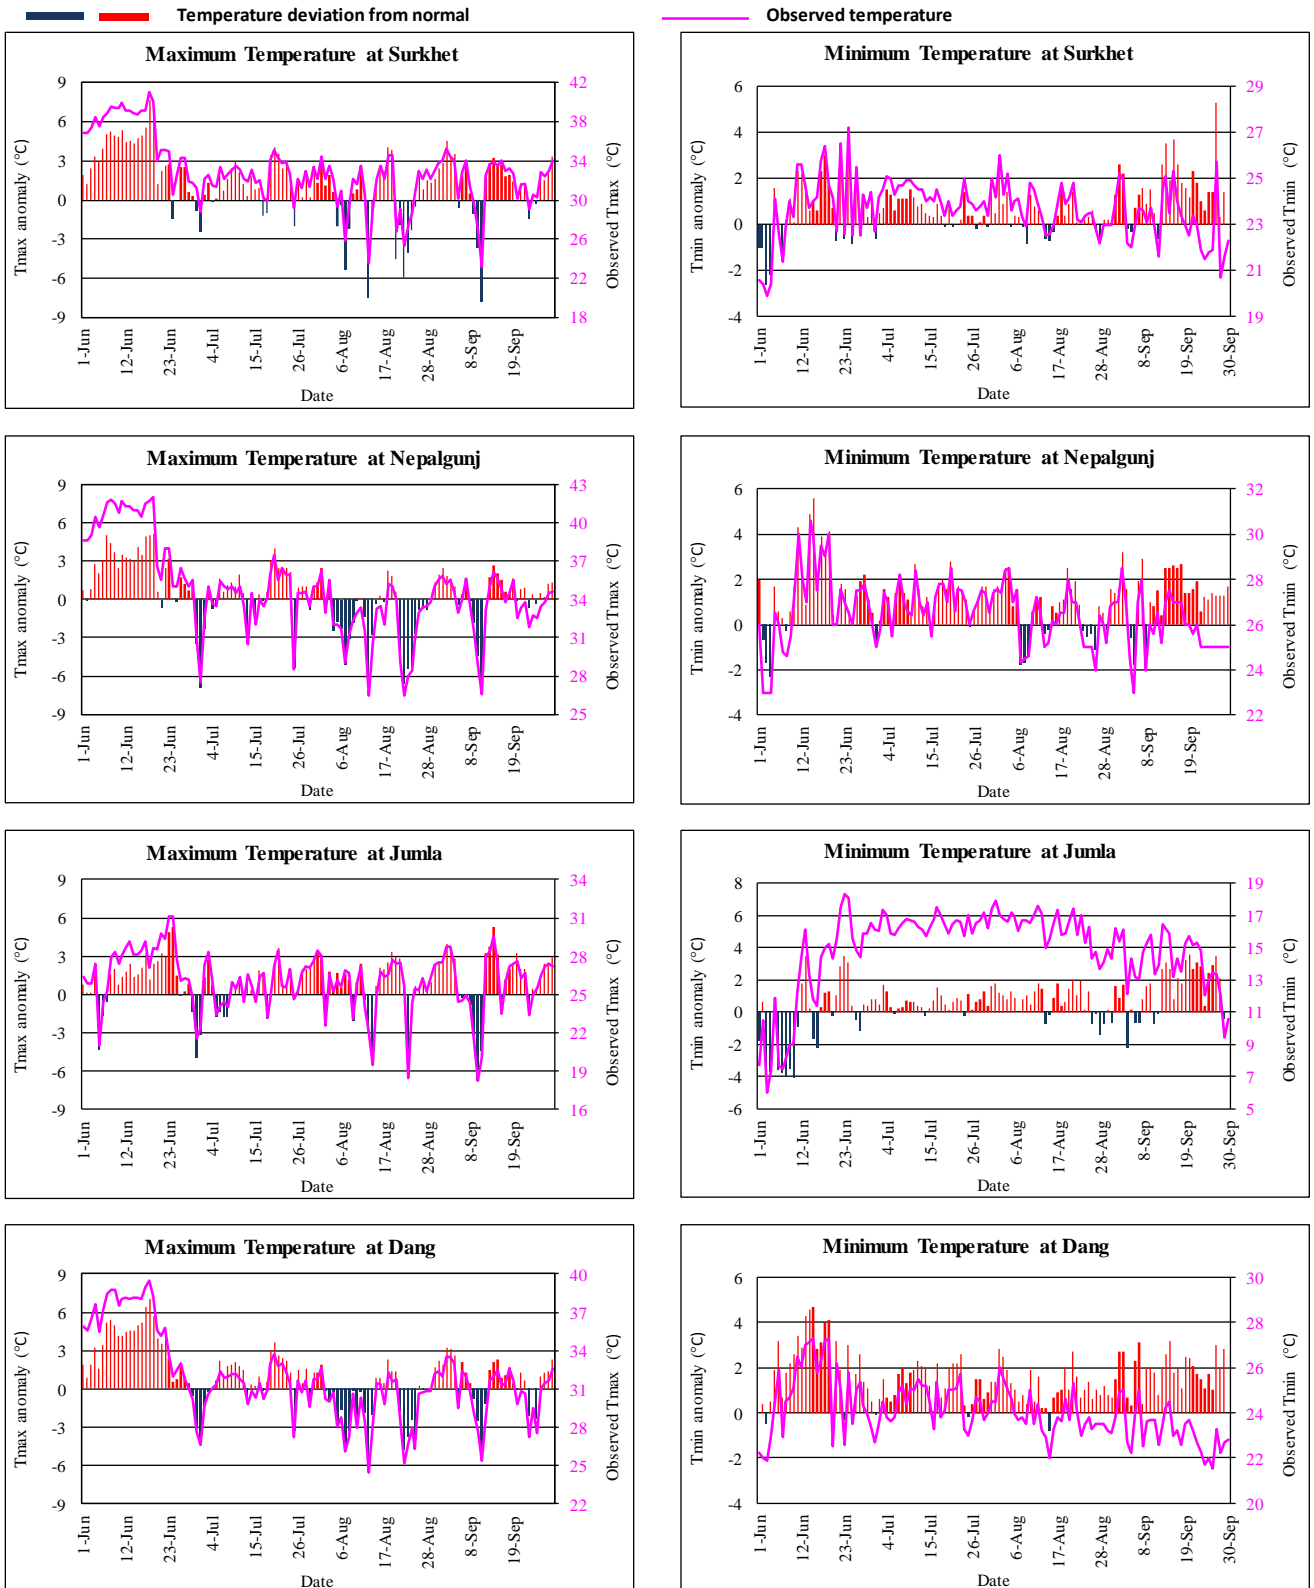 Temperature deviation from normal
Observed temperature
Maximum Temperature at Surkhet
Tmax anomaly (°C)
9
6
3
0
-3
-6
-9
42
38
34
30
26
22
18
Observed Tmax (°C)
1-Jun
12-Jun
23-Jun
4-Jul
15-Jul
26-Jul
6-Aug
17-Aug
28-Aug
8-Sep
19-Sep
Date
Minimum Temperature at Surkhet
Tmin anomaly (°C)
6
4
2
0
-2
-4
29
27
25
23
21
19
Observed Tmin (°C)
1-Jun
12-Jun
23-Jun
4-Jul
15-Jul
26-Jul
6-Aug
17-Aug
28-Aug
8-Sep
19-Sep
30-Sep
Date
Maximum Temperature at Nepalgunj
Tmax anomaly (°C)
9
6
3
0
-3
-6
-9
43
40
37
34
31
28
25
Observed Tmax (°C)
1-Jun
12-Jun
23-Jun
4-Jul
15-Jul
26-Jul
6-Aug
17-Aug
28-Aug
8-Sep
19-Sep
Date
Minimum Temperature at Nepalgunj
Tmin anomaly (°C)
6
4
2
0
-2
-4
32
30
28
26
24
22
Observed Tmin (°C)
1-Jun
12-Jun
23-Jun
4-Jul
15-Jul
26-Jul
6-Aug
17-Aug
28-Aug
8-Sep
19-Sep
Date
Maximum Temperature at Jumla
Tmax anomaly (°C)
9
6
3
0
-3
-6
-9
34
31
28
25
22
19
16
Observed Tmax (°C)
1-Jun
12-Jun
23-Jun
4-Jul
15-Jul
26-Jul
6-Aug
17-Aug
28-Aug
8-Sep
19-Sep
Date
Minimum Temperature at Jumla
Tmin anomaly (°C)
8
6
4
2
0
-2
-4
-6
19
17
15
13
11
9
7
5
Observed Tmin (°C)
1-Jun
12-Jun
23-Jun
4-Jul
15-Jul
26-Jul
6-Aug
17-Aug
28-Aug
8-Sep
19-Sep
30-Sep
Date
Maximum Temperature at Dang
Tmax anomaly (°C)
9
6
3
0
-3
-6
-9
40
37
34
31
28
25
22
Observed Tmax (°C)
1-Jun
12-Jun
23-Jun
4-Jul
15-Jul
26-Jul
6-Aug
17-Aug
28-Aug
8-Sep
19-Sep
Date
Minimum Temperature at Dang
Tmin anomaly (°C)
6
4
2
0
-2
-4
30
28
26
24
22
20
Observed Tmin (°C)
1-Jun
12-Jun
23-Jun
4-Jul
15-Jul
26-Jul
6-Aug
17-Aug
28-Aug
8-Sep
19-Sep
30-Sep
Date